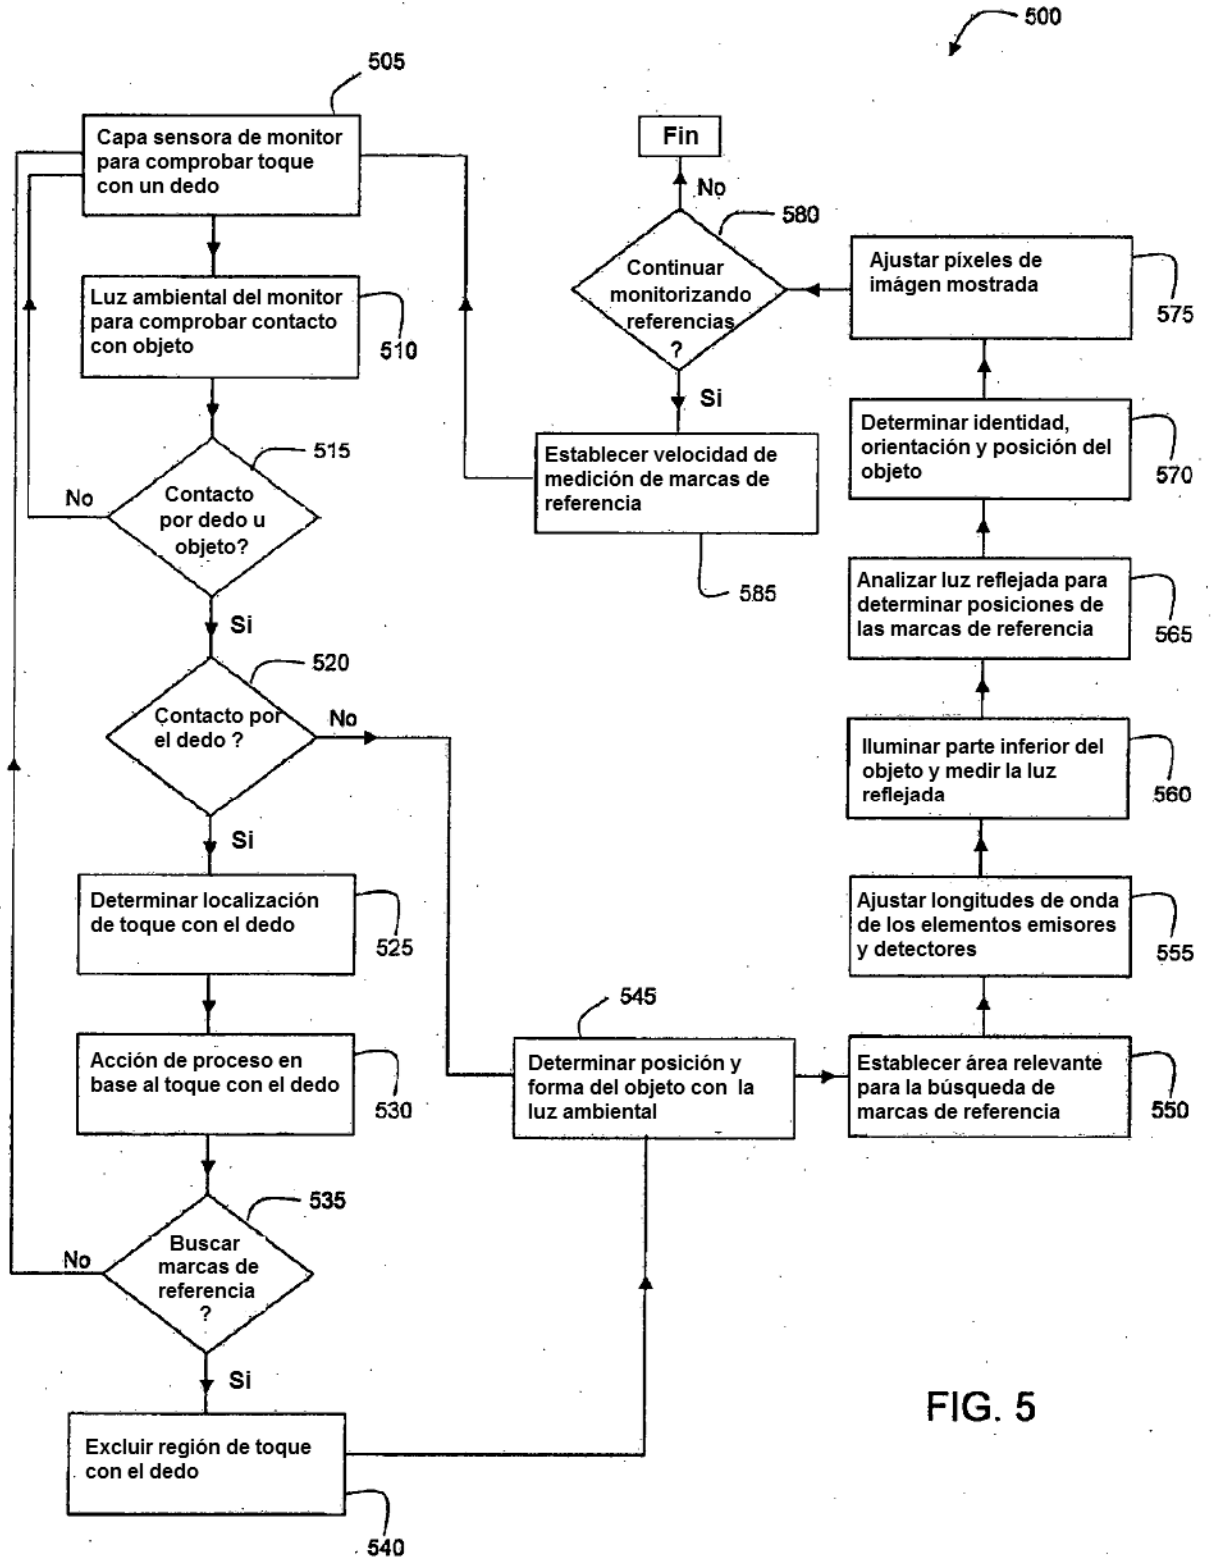 500
505
Capa sensora de monitor
para comprobar toque
con un dedo
Luz ambiental del monitor
para comprobar contacto
con objeto
510
515
No
Contacto
por dedo u
objeto?
Si
520
Contacto por
el dedo ?
No
Si
Determinar localización
de toque con el dedo
525
Acción de proceso en
base al toque con el dedo
530
535
No
Buscar
marcas de
referencia
?
Si
Excluir región de toque
con el dedo
540
545
Determinar posición y
forma del objeto con la
luz ambiental
Establecer área relevante
para la búsqueda de
marcas de referencia
550
Ajustar longitudes de onda
de los elementos emisores
y detectores
555
Iluminar parte inferior del
objeto y medir la luz
reflejada
560
Analizar luz reflejada para
determinar posiciones de
las marcas de referencia
565
Determinar identidad,
orientación y posición del
objeto
570
Ajustar píxeles de
imágen mostrada
575
580
Continuar
monitorizando
referencias
?
No
Fin
Si
Establecer velocidad de
medición de marcas de
referencia
585
FIG. 5